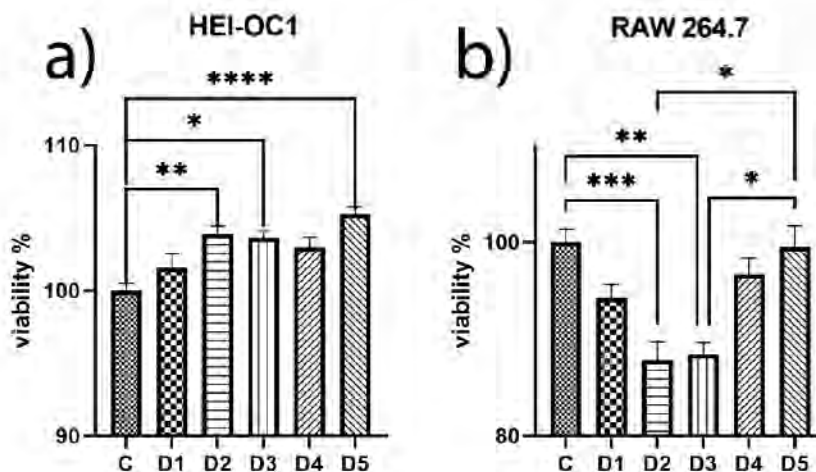 a)
HEI-OC1
****
*
**
110
100
90
viability %
C D1 D2 D3 D4 D5
b)
RAW 264.7
*
**
***
*
100
80
viability %
C D1 D2 D3 D4 D5